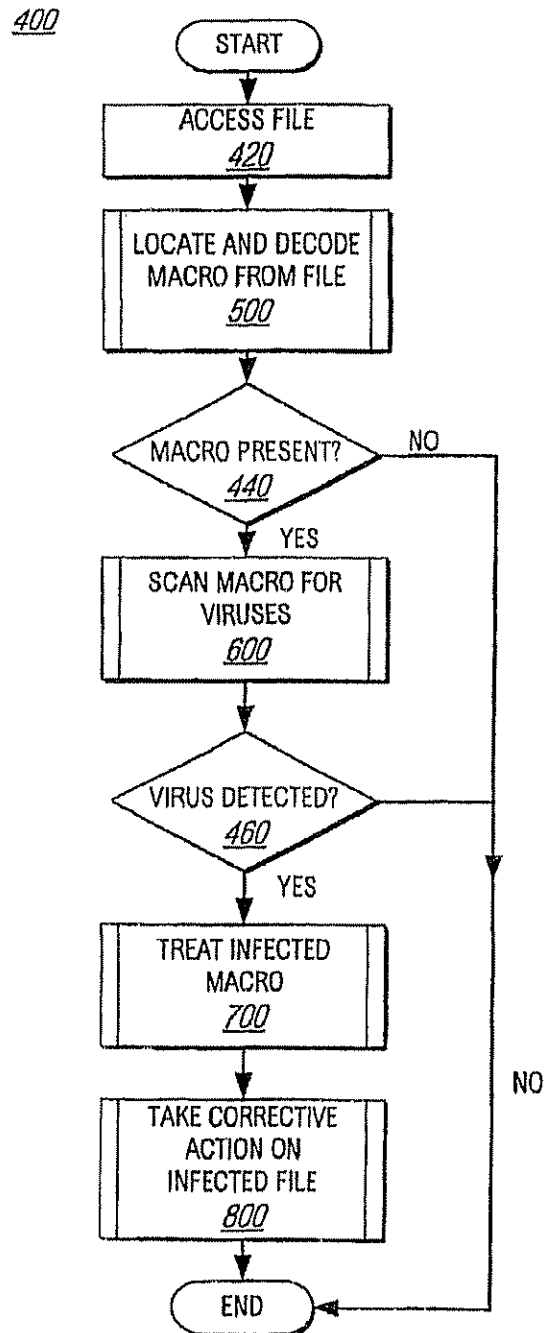 400
START
ACCESS FILE
420
LOCATE AND DECODE
MACRO FROM FILE
500
MACRO PRESENT?
440
NO
YES
SCAN MACRO FOR
VIRUSES
600
VIRUS DETECTED?
460
YES
TREAT INFECTED
MACRO
700
NO
TAKE CORRECTIVE
ACTION ON
INFECTED FILE
800
END